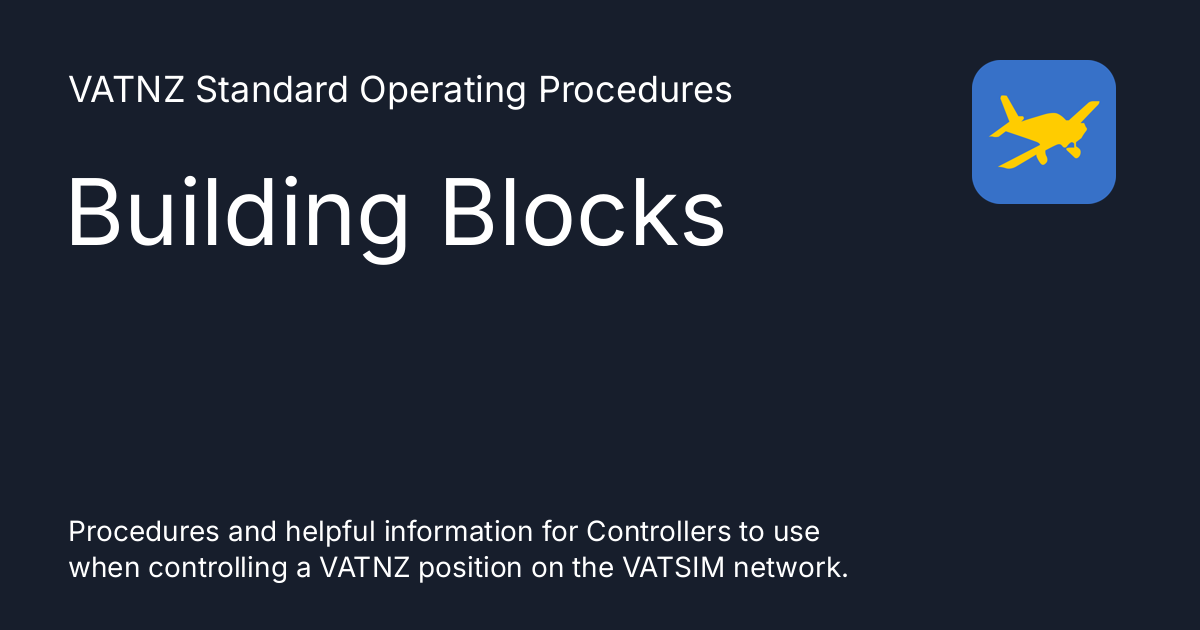 VATNZ Standard Operating Procedures
Building Blocks
Procedures and helpful information for Controllers to use
when controlling a VATNZ position on the VATSIM network.